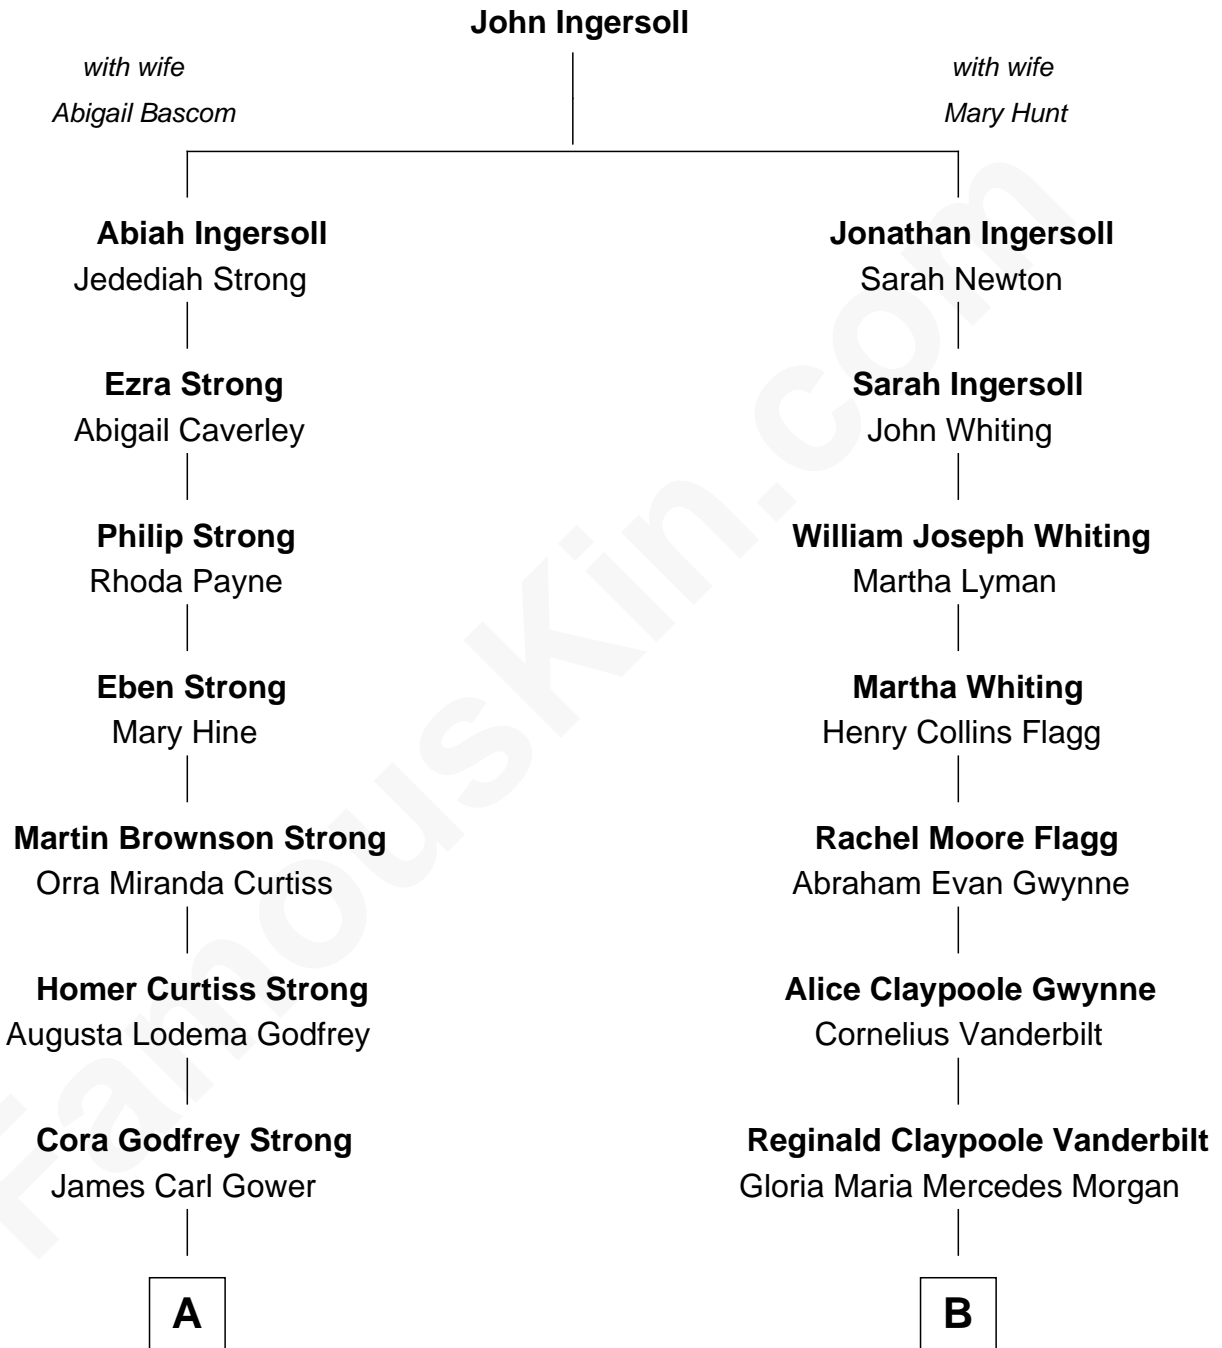 John Ingersoll
with wife
Abigail Bascom
with wife
Mary Hunt
Abiah Ingersoll
Jedediah Strong
Jonathan Ingersoll
Sarah Newton
Ezra Strong
Abigail Caverley
Sarah Ingersoll
John Whiting
Philip Strong
Rhoda Payne
William Joseph Whiting
Martha Lyman
Eben Strong
Mary Hine
Martha Whiting
Henry Collins Flagg
Martin Brownson Strong
Orra Miranda Curtiss
Rachel Moore Flagg
Abraham Evan Gwynne
Homer Curtiss Strong
Augusta Lodema Godfrey
Alice Claypoole Gwynne
Cornelius Vanderbilt
Cora Godfrey Strong
James Carl Gower
Reginald Claypoole Vanderbilt
Gloria Maria Mercedes Morgan
A
B
FamousKin.com